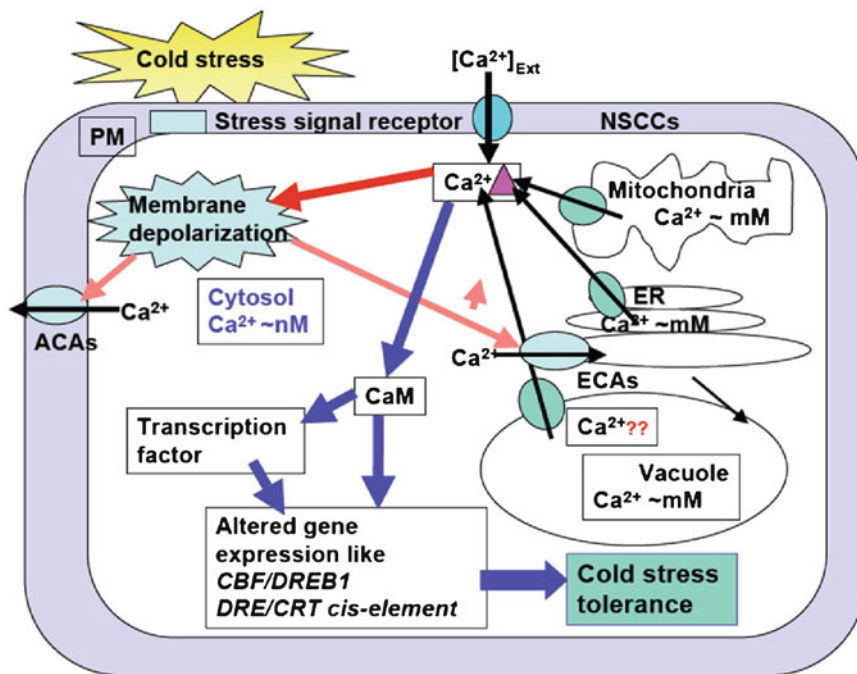 Cold stress
[Ca²⁺]Ext
PM
Stress signal receptor
NSCCs
Ca²⁺
Mitochondria
Ca²⁺ ~ mM
Membrane
depolarization
Cytosol
Ca²⁺ ~nM
ER
Ca²⁺ ~mM
Ca²⁺
ACAs
Ca²⁺
ECAs
CaM
Transcription
factor
Ca²⁺??
Vacuole
Ca²⁺ ~mM
Altered gene
expression like
CBF/DREB1
DRE/CRT cis-element
Cold stress
tolerance